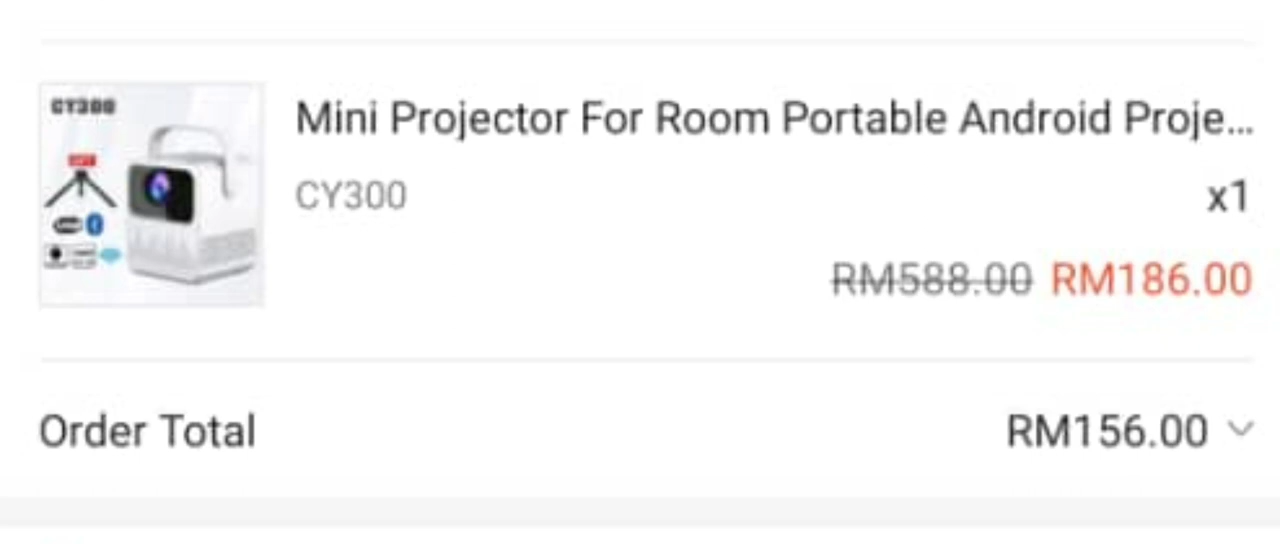 CY300
Mini Projector For Room Portable Android Proje...
CY300
x1
RM588.00 RM186.00
Order Total
RM156.00